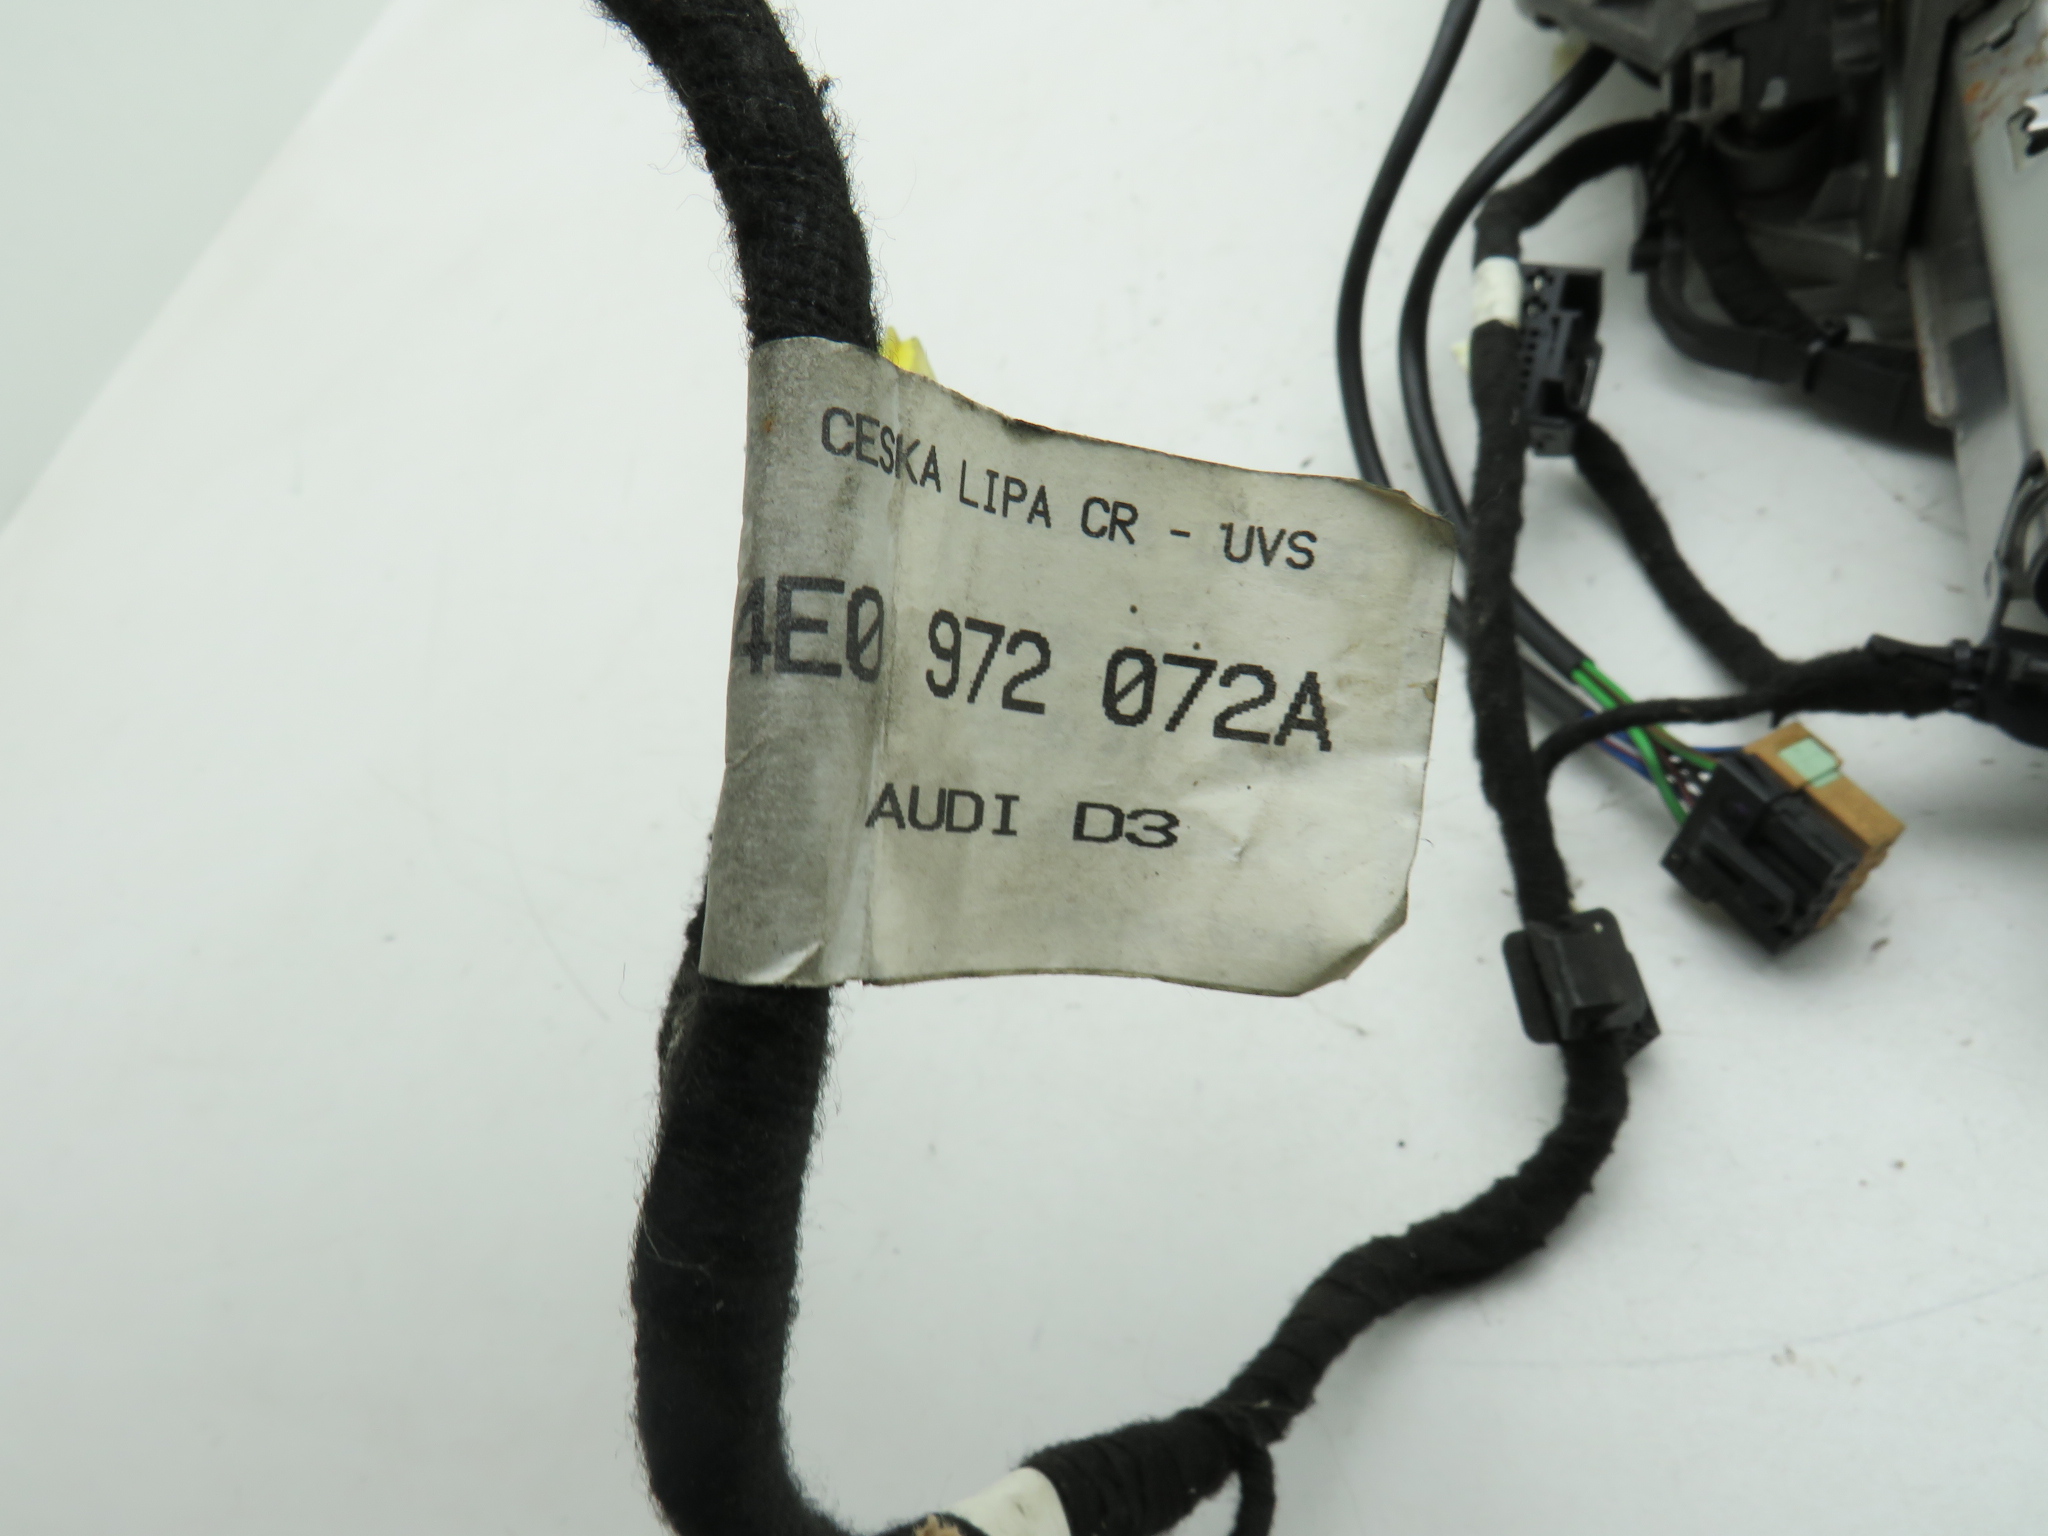 CESKA LIPA CR - UVS
4E0 972 072A
AUDI D3